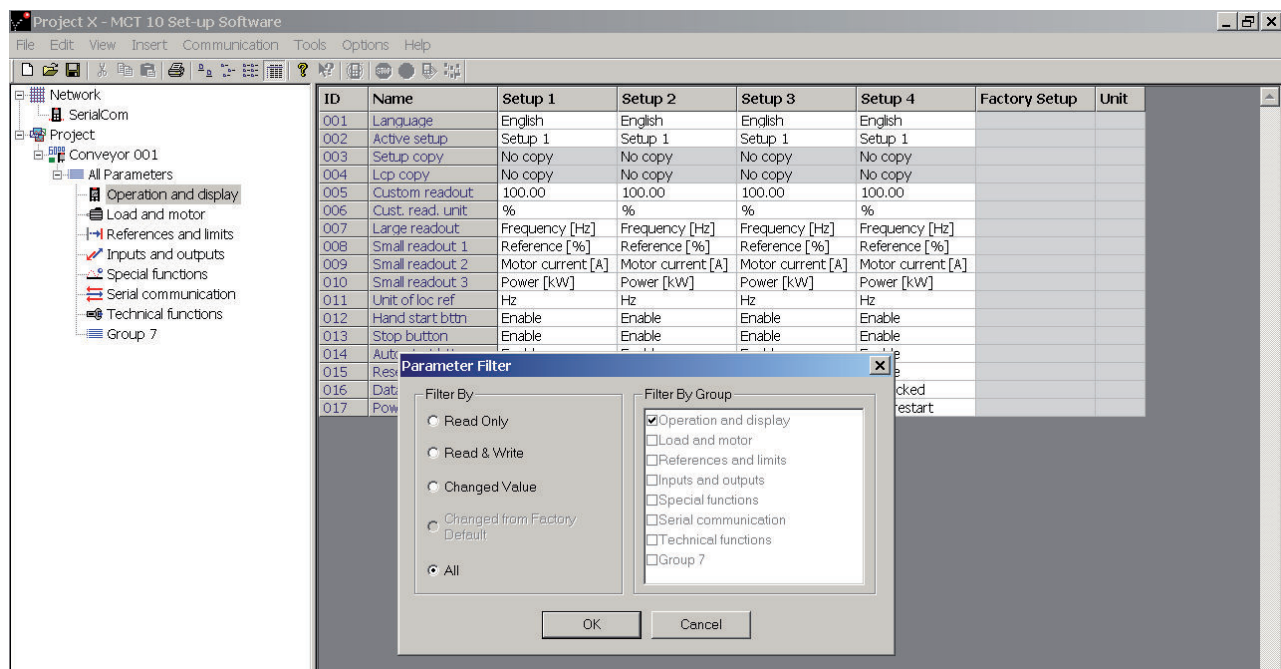 Project X - MCT 10 Set-up Software
File Edit View Insert Communication Tools Options Help
Network
SerialCom
Project
Conveyor 001
All Parameters
Operation and display
Load and motor
References and limits
Inputs and outputs
Special functions
Serial communication
Technical functions
Group 7
ID Name Setup 1 Setup 2 Setup 3 Setup 4 Factory Setup Unit
001 Language English English English English
002 Active setup Setup 1 Setup 1 Setup 1 Setup 1
003 Setup copy No copy No copy No copy No copy
004 Lcp copy No copy No copy No copy No copy
005 Custom readout 100.00 100.00 100.00 100.00
006 Cust. read. unit % % % %
007 Large readout Frequency [Hz] Frequency [Hz] Frequency [Hz] Frequency [Hz]
008 Small readout 1 Reference [%] Reference [%] Reference [%] Reference [%]
009 Small readout 2 Motor current [A] Motor current [A] Motor current [A] Motor current [A]
010 Small readout 3 Power [kW] Power [kW] Power [kW] Power [kW]
011 Unit of loc ref Hz Hz Hz Hz
012 Hand start bttn Enable Enable Enable Enable
013 Stop button Enable Enable Enable Enable
014
015
016
017 restart
Parameter Filter
Filter By
Read Only
Read & Write
Changed Value
Changed from Factory
Default
All
Filter By Group
Operation and display
Load and motor
References and limits
Inputs and outputs
Special functions
Serial communication
Technical functions
Group 7
OK Cancel